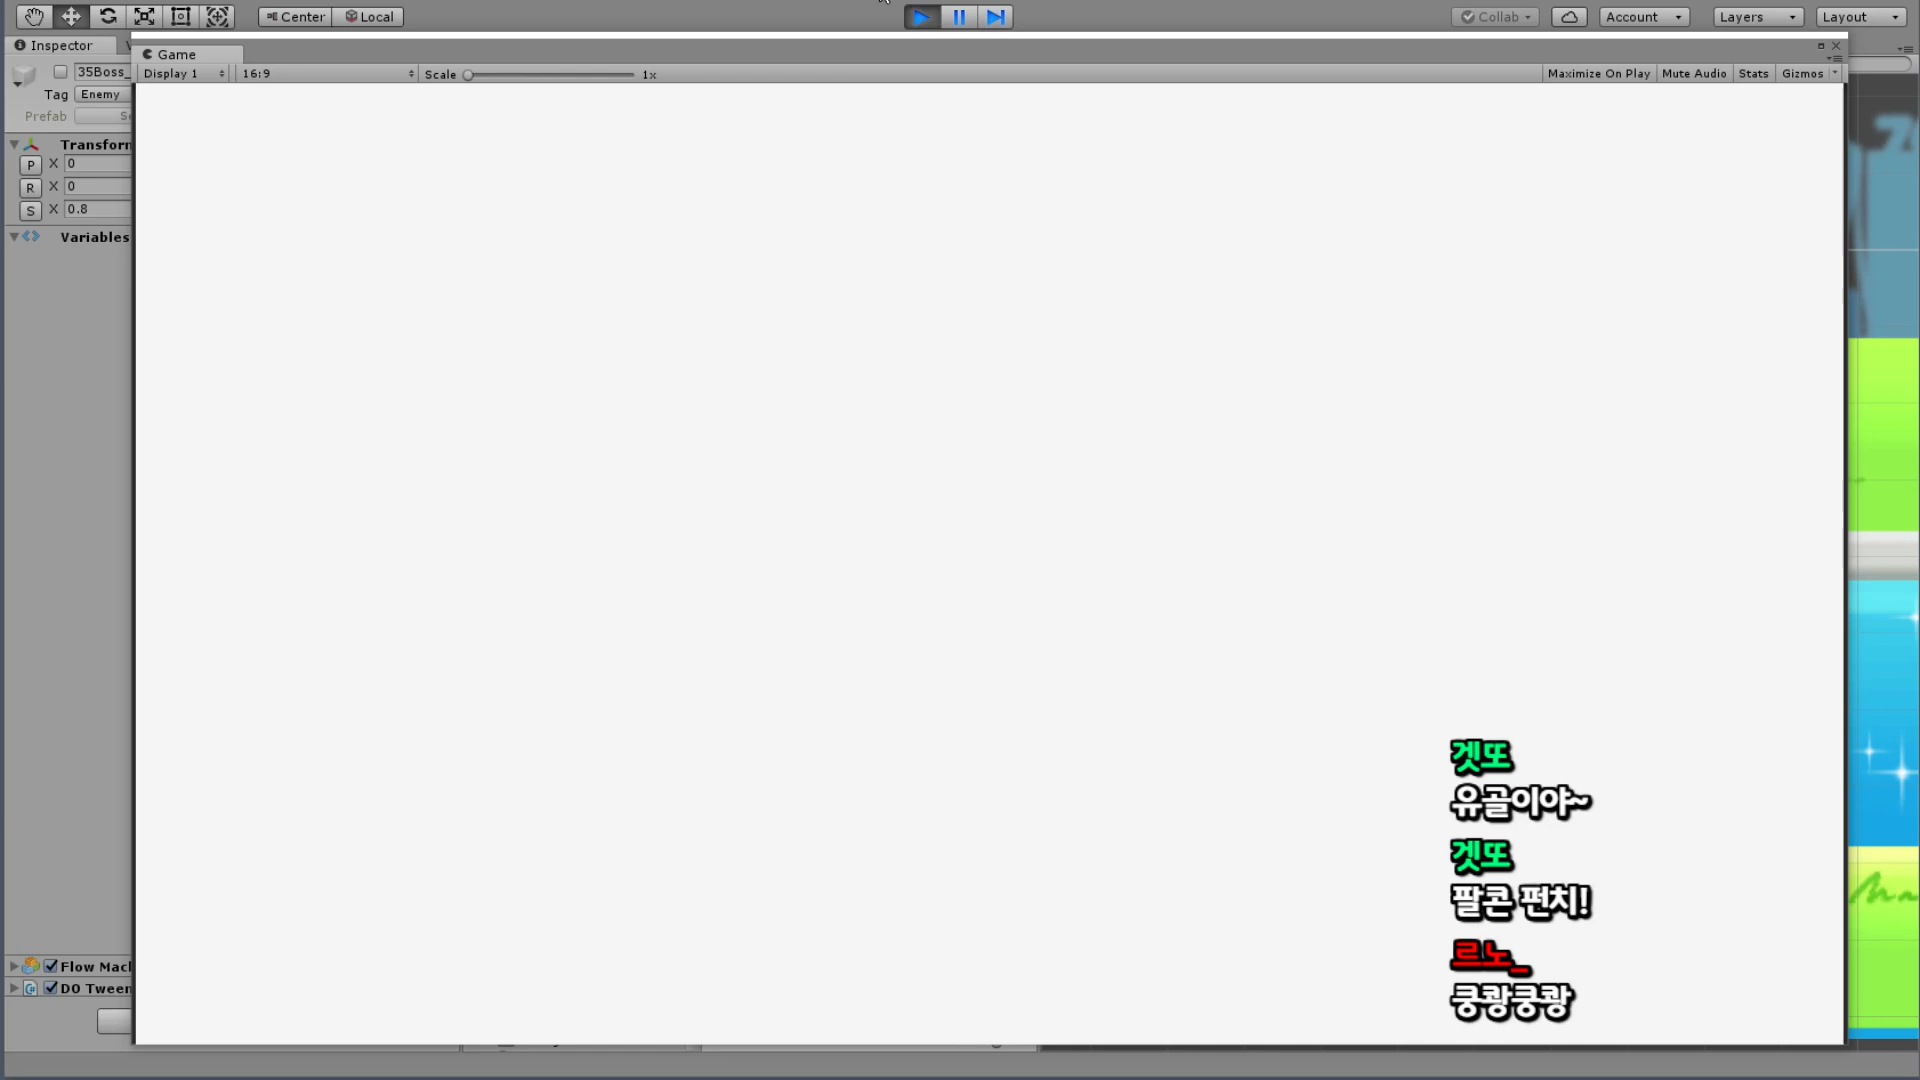 Center
Local
Collab
Account
Layers
Layout
Inspector
Game
35Boss_
Display 1
16:9
Scale
1x
Maximize On Play
Mute Audio
Stats
Gizmos
Tag
Enemy
Prefab
Transform
P X 0
R X 0
S X 0.8
Variables
겟또
유골이야~
겟또
팔콘 펀치!
르노_
쿵쾅쿵쾅
Flow Mach
DO Tween